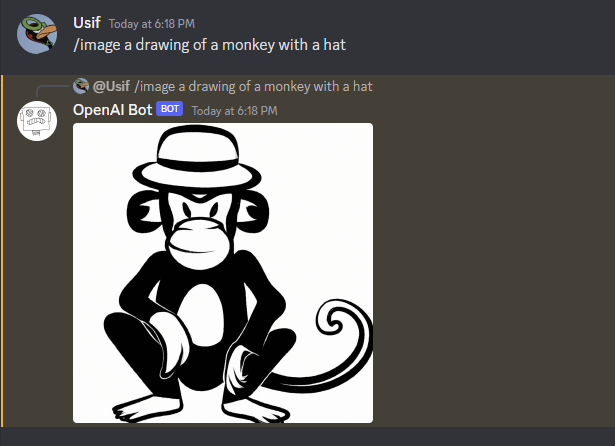 Usif Today at 6:18 PM
/image a drawing of a monkey with a hat
@Usif /image a drawing of a monkey with a hat
OpenAI Bot BOT Today at 6:18 PM